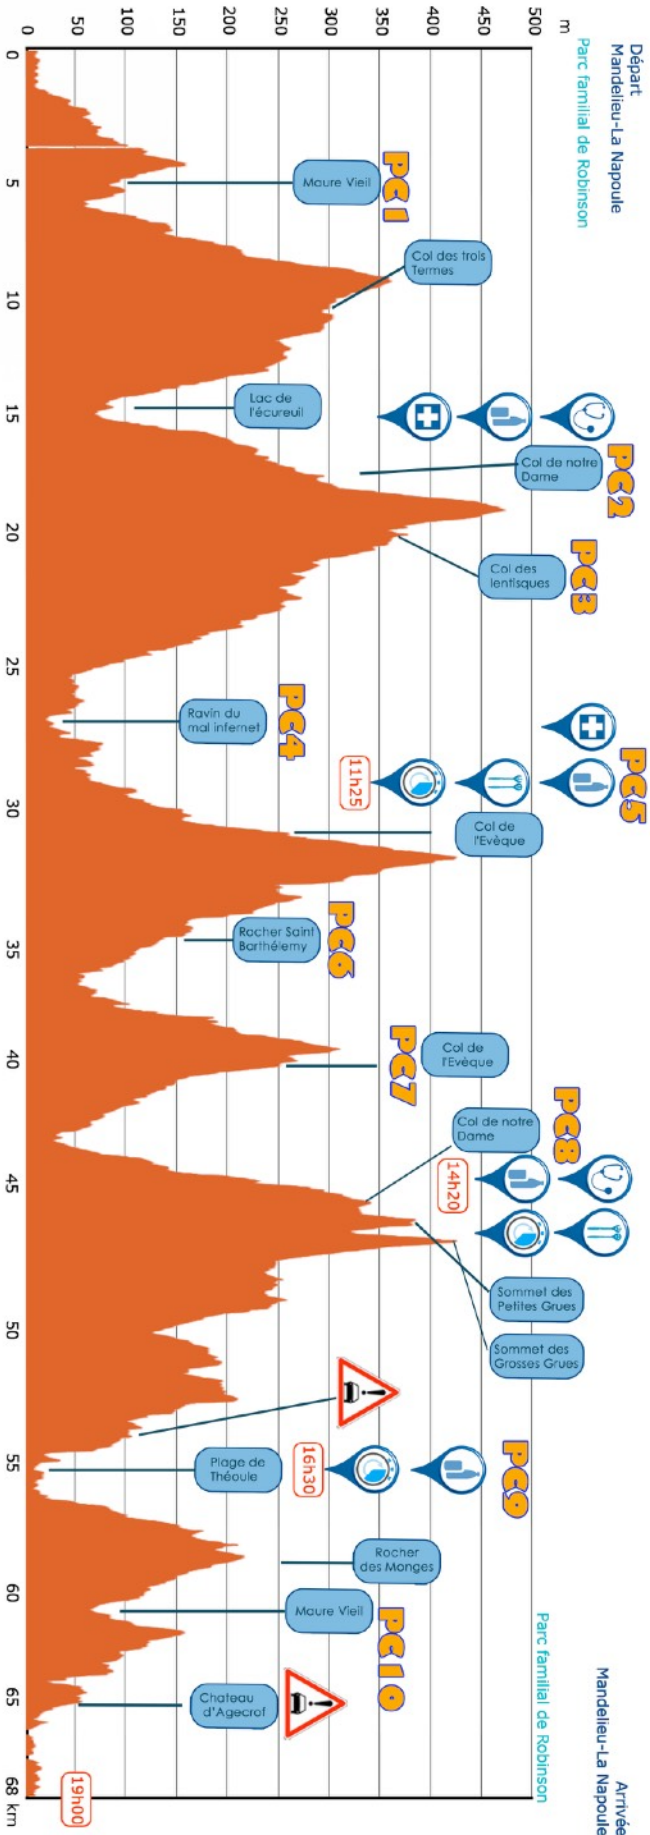 Départ
Mandelieu-La Napoule
Parc familial de Robinson
Arrivée
Mandelieu-La Napoule
Parc familial de Robinson
m
500
450
400
350
300
250
200
150
100
50
0
PC1
Maure Vieil
Col des trois
Termes
Lac de
l'écureuil
PC2
Col de notre
Dame
PC3
Col des
lentisques
PC4
Ravin du
mal infernet
PC5
11h25
Col de
l'Evèque
PC6
Rocher Saint
Barthélemy
PC7
Col de
l'Evèque
PC8
Col de notre
Dame
14h20
Sommet des
Petites Grues
Sommet des
Grosses Grues
PC9
16h30
Plage de
Théoule
Rocher
des Monges
PC10
Maure Vieil
Chateau
d'Agecrof
19h00
0
5
10
15
20
25
30
35
40
45
50
55
60
65
68 km